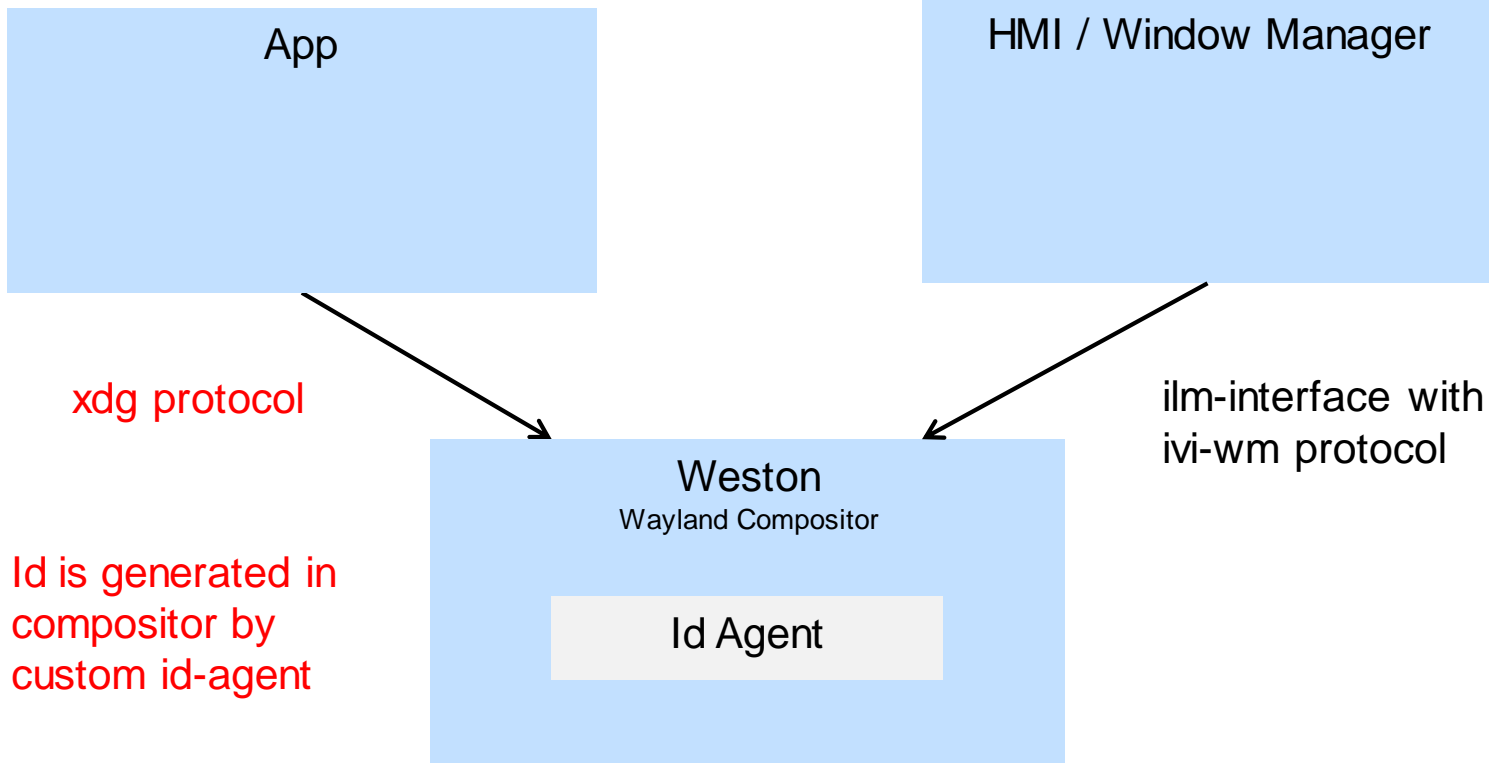 App
HMI / Window Manager
xdg protocol
ilm-interface with
ivi-wm protocol
Weston
Wayland Compositor
Id is generated in
compositor by
custom id-agent
Id Agent